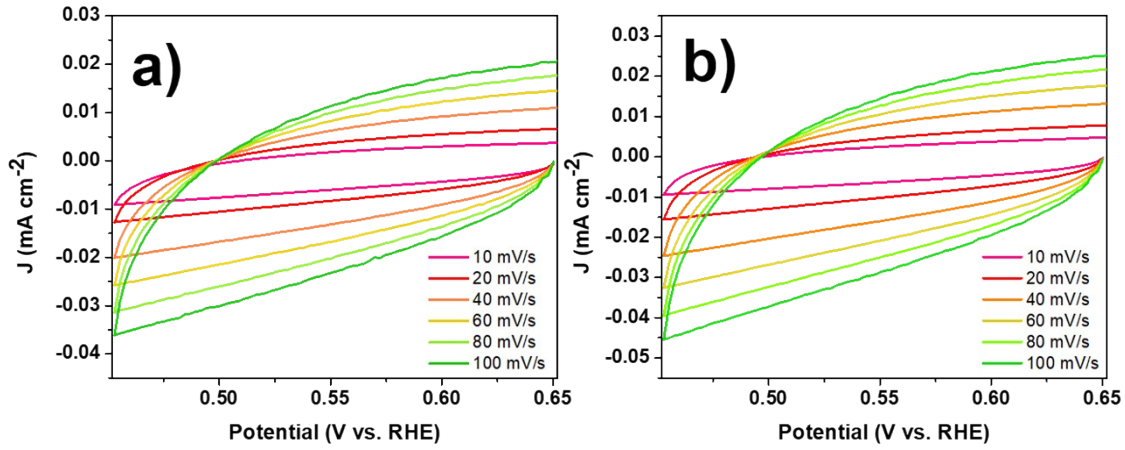 a)
0.03
0.02
0.01
0.00
-0.01
-0.02
-0.03
-0.04
J (mA cm-2)
10 mV/s
20 mV/s
40 mV/s
60 mV/s
80 mV/s
100 mV/s
0.50 0.55 0.60 0.65
Potential (V vs. RHE)
b)
0.03
0.02
0.01
0.00
-0.01
-0.02
-0.03
-0.04
-0.05
J (mA cm-2)
10 mV/s
20 mV/s
40 mV/s
60 mV/s
80 mV/s
100 mV/s
0.50 0.55 0.60 0.65
Potential (V vs. RHE)